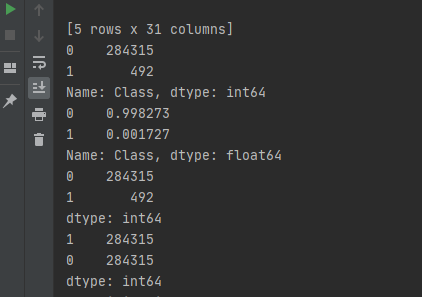 [5 rows x 31 columns]
0    284315
1       492
Name: Class, dtype: int64
0    0.998273
1    0.001727
Name: Class, dtype: float64
0    284315
1       492
dtype: int64
1    284315
0    284315
dtype: int64